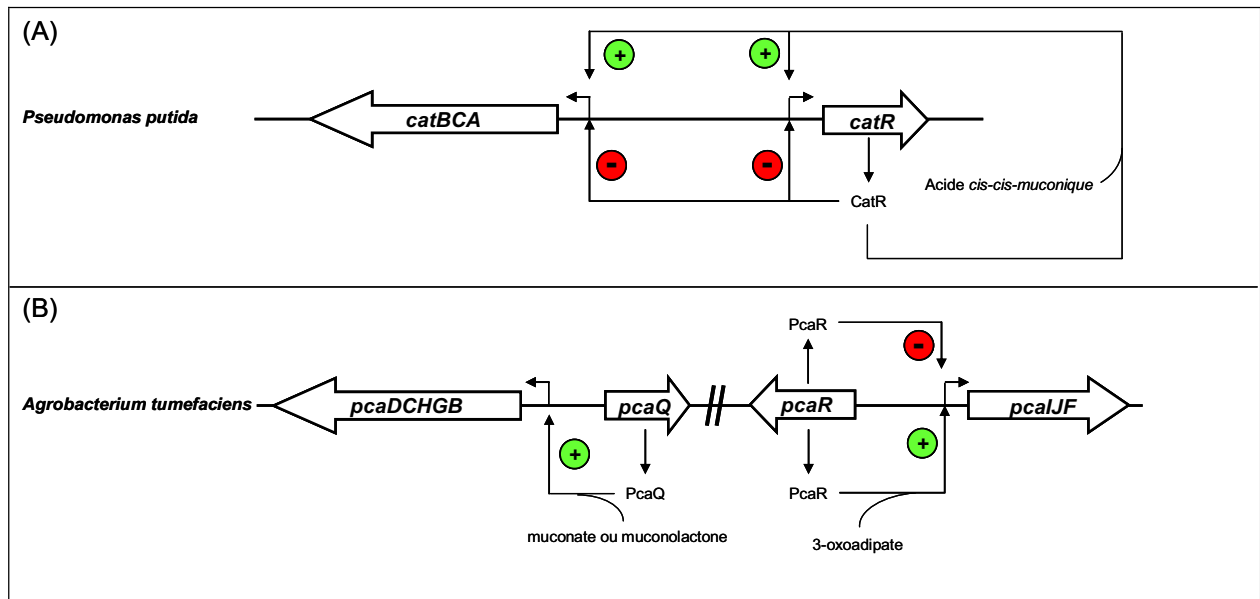 (A)
+
+
Pseudomonas putida
catBCA
catR
-
-
Acide cis-cis-muconique
CatR
(B)
PcaR
-
Agrobacterium tumefaciens
pcaDCHGB
pcaQ
pcaR
pcaIJF
+
+
PcaQ
PcaR
muconate ou muconolactone
3-oxoadipate